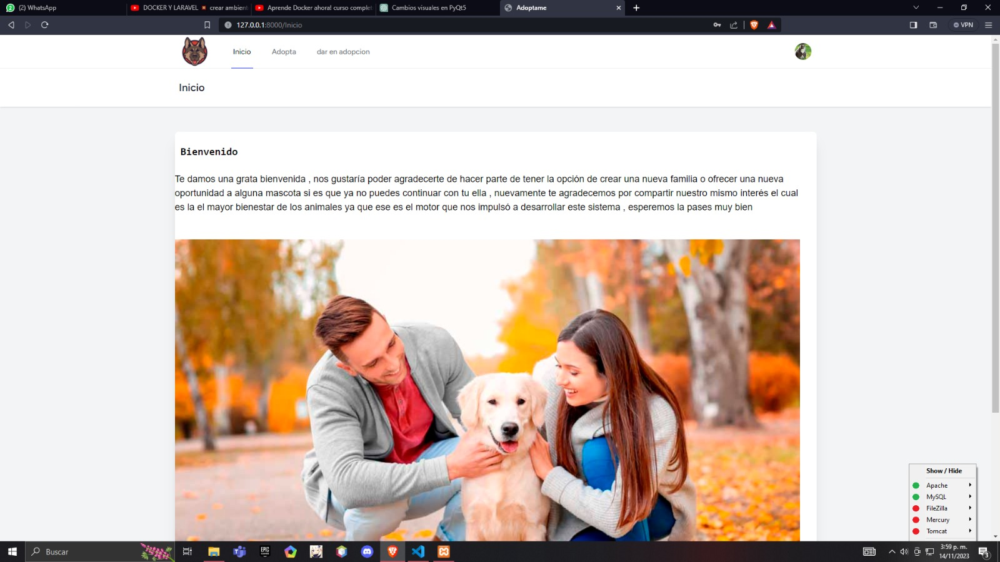 (2) WhatsApp
DOCKER Y LARAVEL 💥 crear ambient
Aprende Docker ahora! curso complet
Cambios visuales en PyQt5
Adoptame
127.0.0.1:8000/Inicio
VPN
Inicio
Adopta
dar en adopcion
Inicio
Bienvenido
Te damos una grata bienvenida , nos gustaría poder agradecerte de hacer parte de tener la opción de crear una nueva familia o ofrecer una nueva
oportunidad a alguna mascota si es que ya no puedes continuar con tu ella , nuevamente te agradecemos por compartir nuestro mismo interés el cual
es la el mayor bienestar de los animales ya que ese es el motor que nos impulsó a desarrollar este sistema , esperemos la pases muy bien
Show / Hide
Apache
MySQL
FileZilla
Mercury
Tomcat
Buscar
EPIC
3:59 p. m.
14/11/2023
3